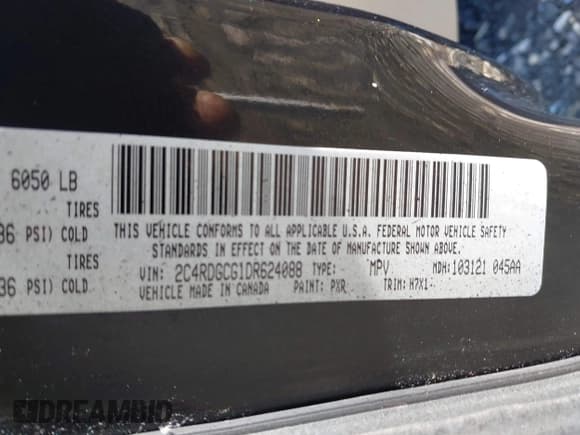 6050 LB
TIRES
36 PSI) COLD
TIRES
36 PSI) COLD
THIS VEHICLE CONFORMS TO ALL APPLICABLE U.S.A. FEDERAL MOTOR VEHICLE SAFETY
STANDARDS IN EFFECT ON THE DATE OF MANUFACTURE SHOWN ABOVE.
VIN: 2C4RDGCG1DR624088 TYPE: MPV MDH: 103121 045AA
VEHICLE MADE IN CANADA PAINT: PXR TRIM: H7X1-
DREAMBID